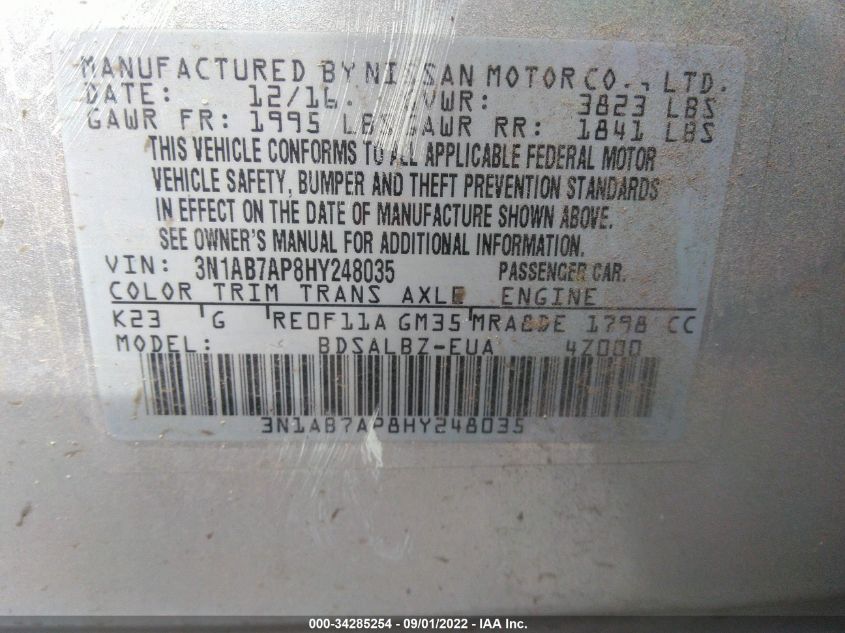 MANUFACTURED BY NISSAN MOTOR CO., LTD.
DATE: 12/16 GVWR: 3823 LBS
GAWR FR: 1995 LBS GAWR RR: 1841 LBS
THIS VEHICLE CONFORMS TO ALL APPLICABLE FEDERAL MOTOR
VEHICLE SAFETY, BUMPER AND THEFT PREVENTION STANDARDS
IN EFFECT ON THE DATE OF MANUFACTURE SHOWN ABOVE.
SEE OWNER'S MANUAL FOR ADDITIONAL INFORMATION.
VIN: 3N1AB7AP8HY248035 PASSENGER CAR.
COLOR TRIM TRANS AXLE ENGINE
K23 G RE0F11A GM35 MRA8DE 1798 CC
MODEL: BDSALBZ-EUA 4Z000
3N1AB7AP8HY248035
000-34285254 - 09/01/2022 - IAA Inc.